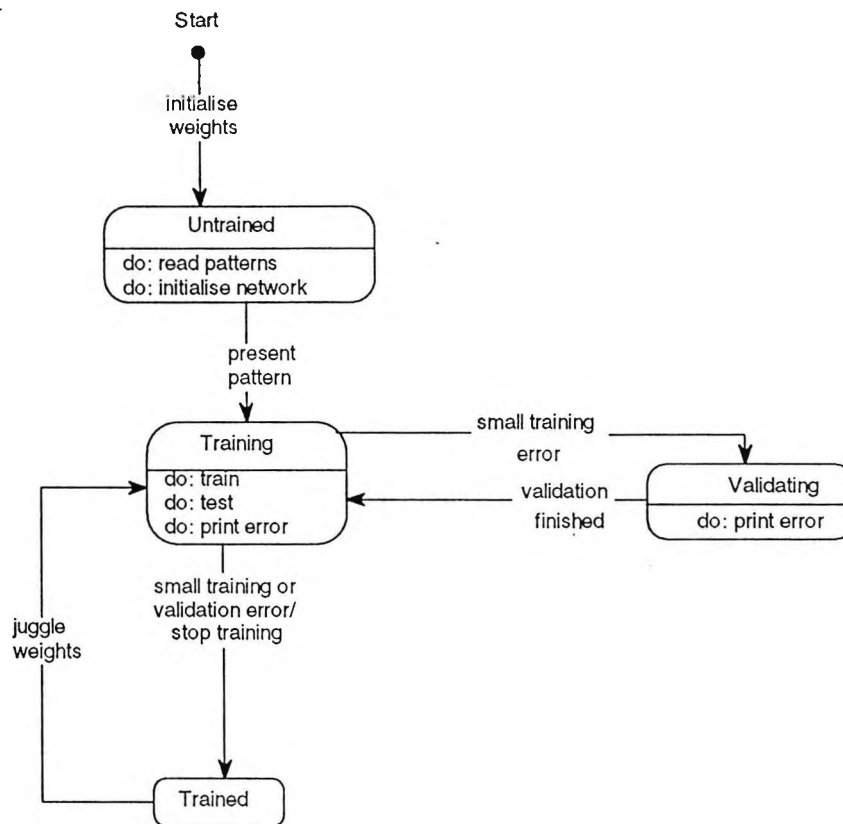 Start
initialise
weights
Untrained
do: read patterns
do: initialise network
present
pattern
Training
do: train
do: test
do: print error
small training
error
validation
finished
Validating
do: print error
small training or
validation error/
stop training
juggle
weights
Trained